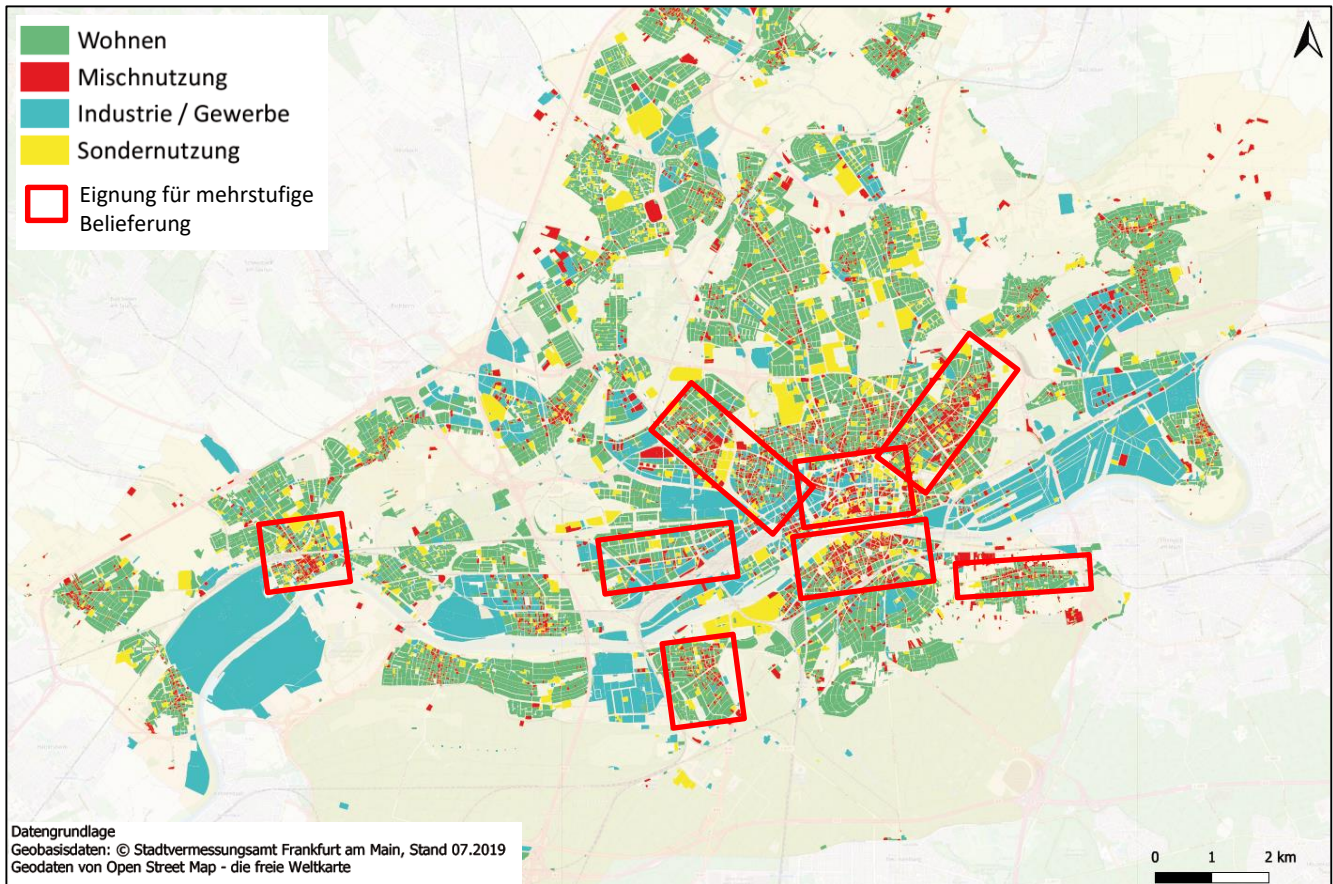 Wohnen
Mischnutzung
Industrie / Gewerbe
Sondernutzung
Eignung für mehrstufige
Belieferung
Datengrundlage
Geobasisdaten: © Stadtvermessungsamt Frankfurt am Main, Stand 07.2019
Geodaten von Open Street Map - die freie Weltkarte
0 1 2 km